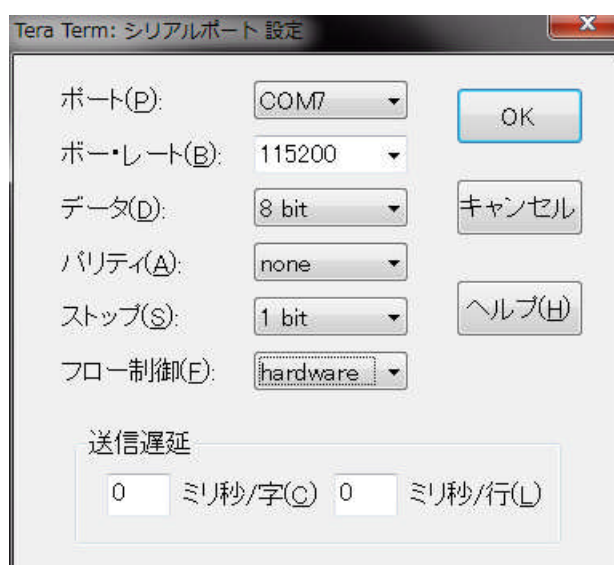 Tera Term: シリアルポート 設定
ポート(P): COM7
OK
ボー・レート(B): 115200
データ(D): 8 bit
キャンセル
パリティ(A): none
ストップ(S): 1 bit
ヘルプ(H)
フロー制御(F): hardware
送信遅延
0 ミリ秒/字(C) 0 ミリ秒/行(L)